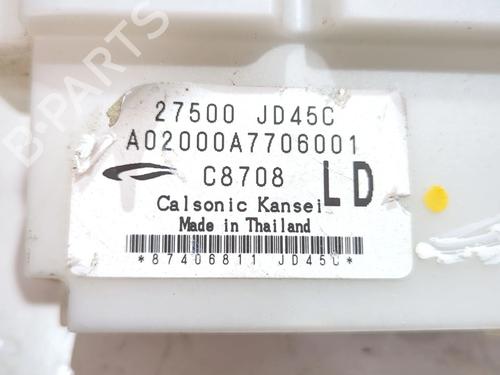 27500 JD45C
A02000A7706001
C8708 LD
Calsonic Kansei
Made in Thailand
*87406811 JD45C*
B-PARTS